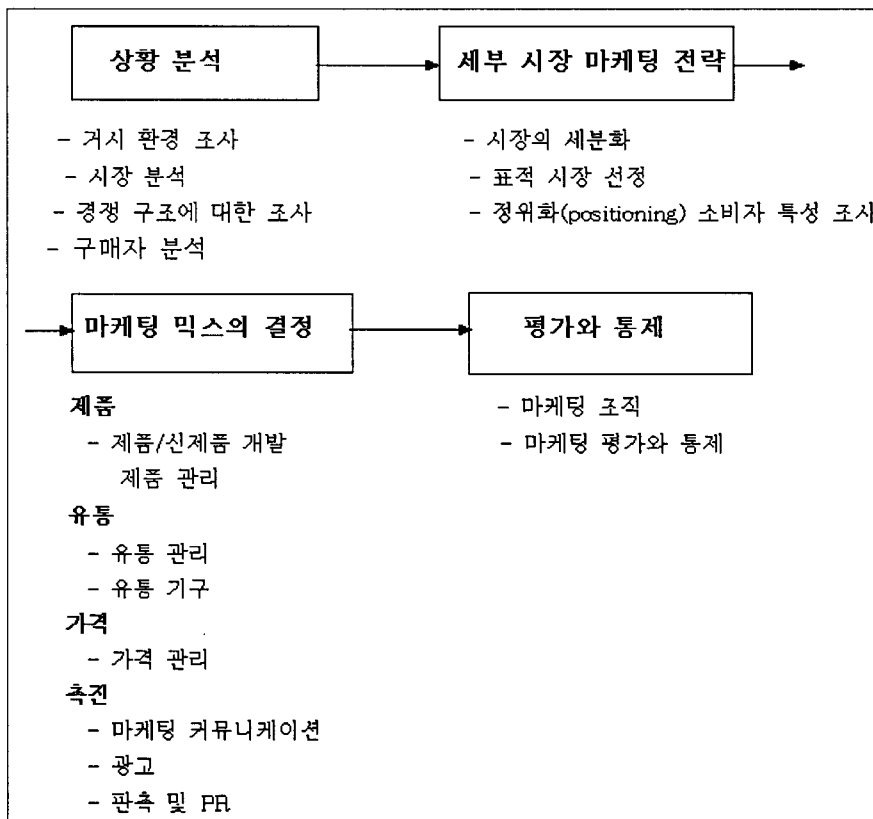 상황 분석
세부 시장 마케팅 전략
- 거시 환경 조사
- 시장 분석
- 경쟁 구조에 대한 조사
- 구매자 분석
- 시장의 세분화
- 표적 시장 선정
- 정위화(positioning) 소비자 특성 조사
마케팅 믹스의 결정
평가와 통제
제품
- 제품/신제품 개발
제품 관리
유통
- 유통 관리
- 유통 기구
가격
- 가격 관리
촉진
- 마케팅 커뮤니케이션
- 광고
- 판촉 및 PR
- 마케팅 조직
- 마케팅 평가와 통제